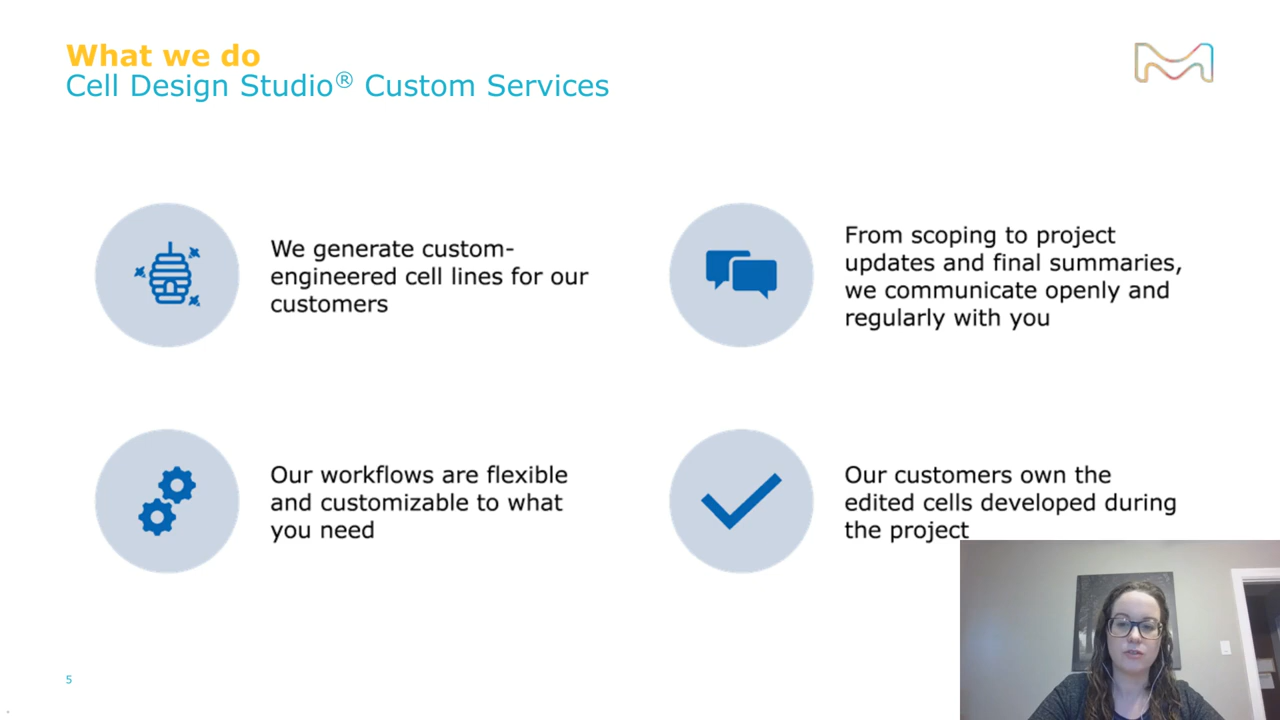 What we do
Cell Design Studio® Custom Services
We generate custom-
engineered cell lines for our
customers
From scoping to project
updates and final summaries,
we communicate openly and
regularly with you
Our workflows are flexible
and customizable to what
you need
Our customers own the
edited cells developed during
the project
5